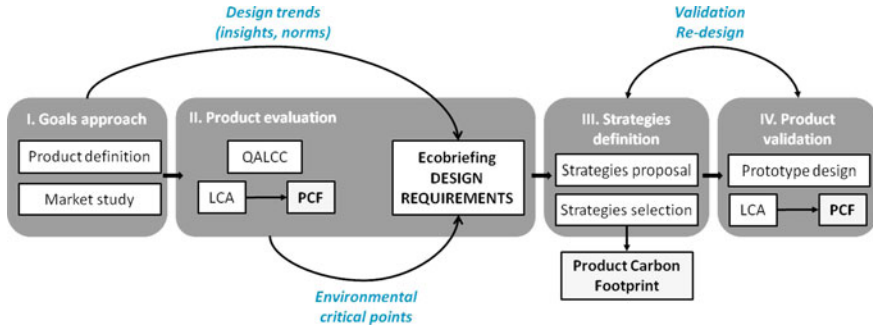 Design trends
(insights, norms)
Validation
Re-design
I. Goals approach
Product definition
Market study
II. Product evaluation
QALCC
LCA
PCF
Ecobriefing
DESIGN
REQUIREMENTS
III. Strategies
definition
Strategies proposal
Strategies selection
Product Carbon
Footprint
IV. Product
validation
Prototype design
LCA
PCF
Environmental
critical points